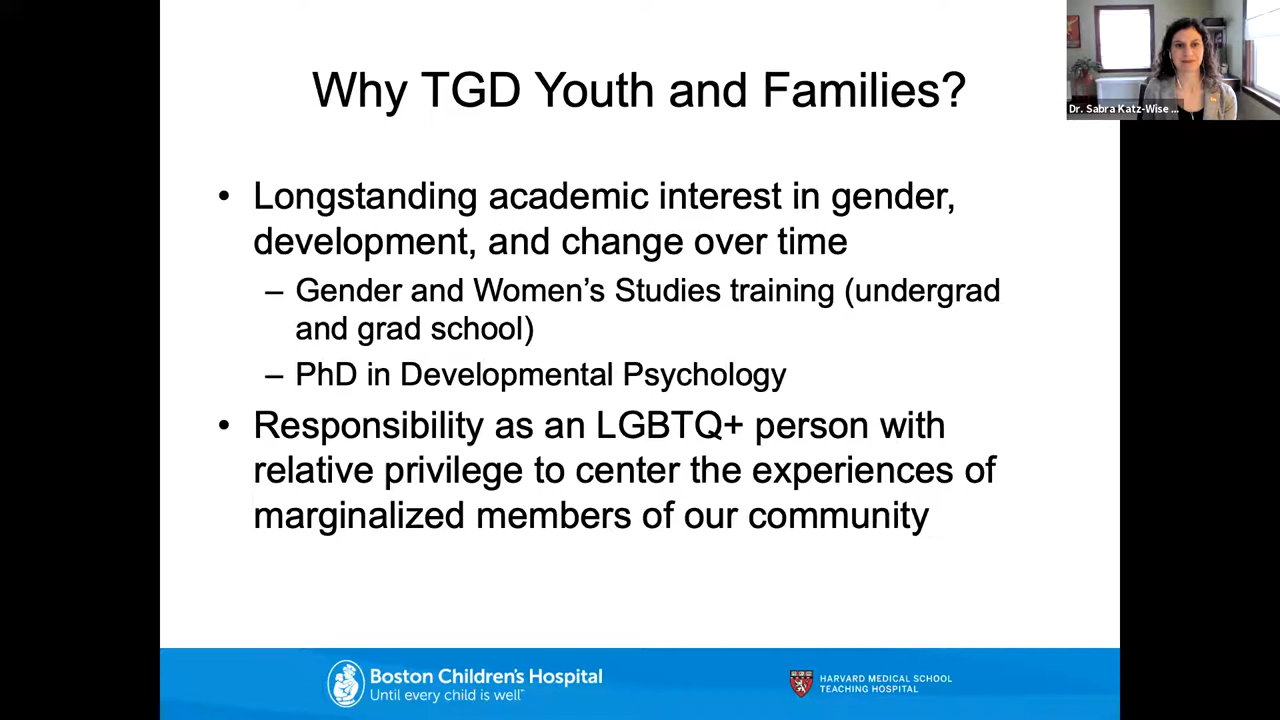 Why TGD Youth and Families?
Dr. Sabra Katz-Wise ...
• Longstanding academic interest in gender,
development, and change over time
– Gender and Women's Studies training (undergrad
and grad school)
– PhD in Developmental Psychology
• Responsibility as an LGBTQ+ person with
relative privilege to center the experiences of
marginalized members of our community
Boston Children's Hospital
Until every child is well™
HARVARD MEDICAL SCHOOL
TEACHING HOSPITAL